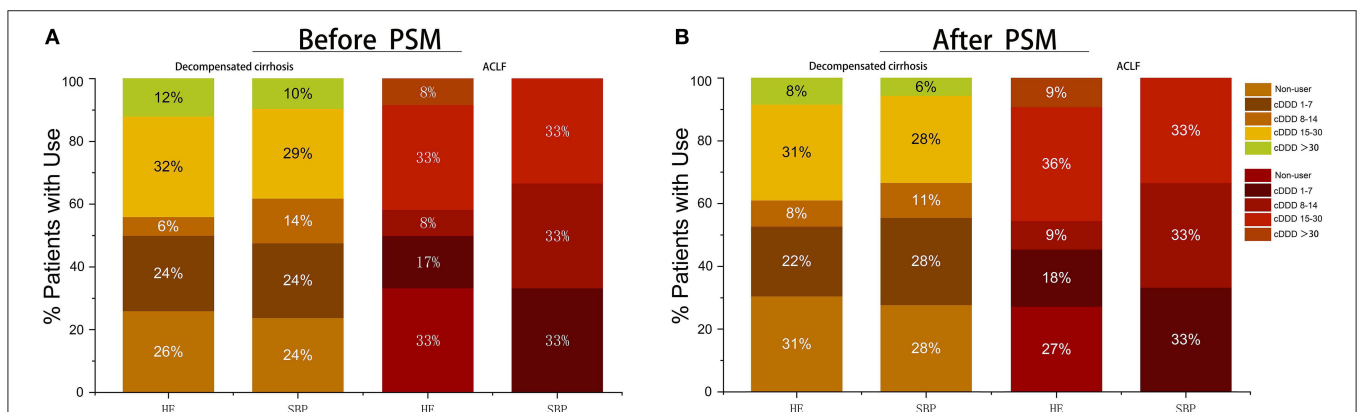 A
Before PSM
Decompensated cirrhosis
ACLF
% Patients with Use
100
80
60
40
20
0
12%
32%
6%
24%
26%
10%
29%
14%
24%
24%
8%
33%
8%
17%
33%
33%
33%
33%
HE
SBP
HE
SBP
B
After PSM
Decompensated cirrhosis
ACLF
% Patients with Use
100
80
60
40
20
0
8%
31%
8%
22%
31%
6%
28%
11%
28%
28%
9%
36%
9%
18%
27%
33%
33%
33%
HE
SBP
HE
SBP
Non-user
cDDD 1-7
cDDD 8-14
cDDD 15-30
cDDD >30
Non-user
cDDD 1-7
cDDD 8-14
cDDD 15-30
cDDD >30